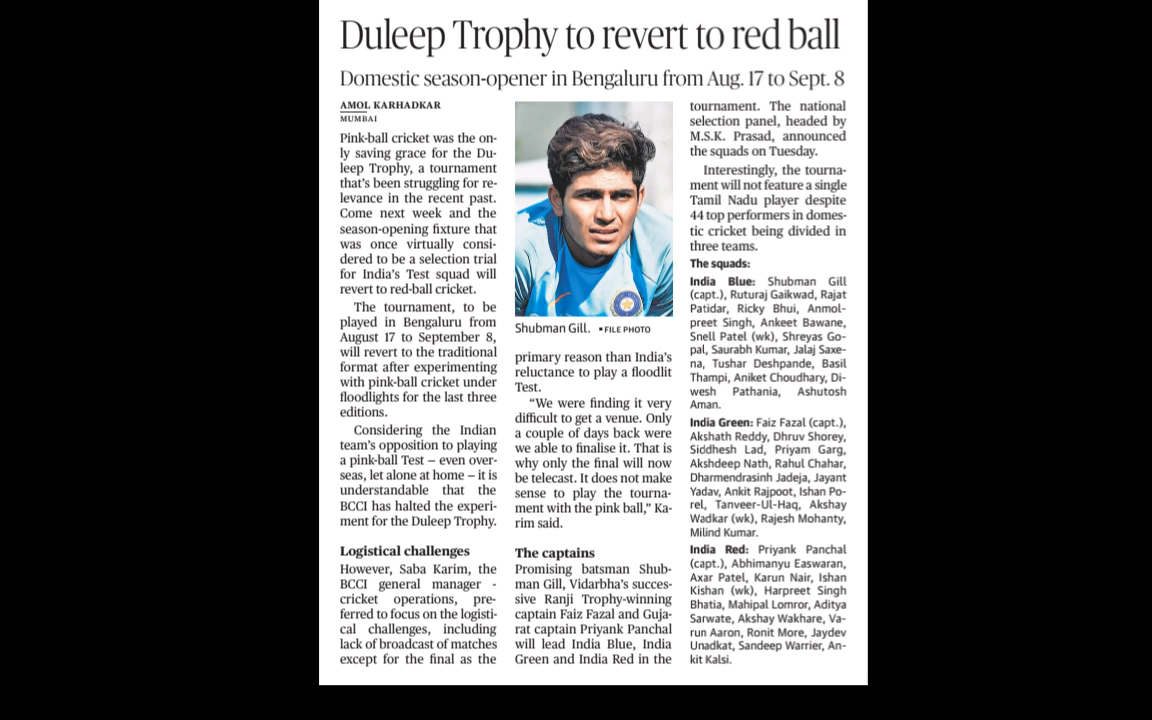 Duleep Trophy to revert to red ball
Domestic season-opener in Bengaluru from Aug. 17 to Sept. 8
AMOL KARHADKAR
MUMBAI
Pink-ball cricket was the on-
ly saving grace for the Du-
leep Trophy, a tournament
that's been struggling for re-
levance in the recent past.
Come next week and the
season-opening fixture that
was once virtually consi-
dered to be a selection trial
for India's Test squad will
revert to red-ball cricket.
The tournament, to be
played in Bengaluru from
August 17 to September 8,
will revert to the traditional
format after experimenting
with pink-ball cricket under
floodlights for the last three
editions.
Considering the Indian
team's opposition to playing
a pink-ball Test – even over-
seas, let alone at home – it is
understandable that the
BCCI has halted the experi-
ment for the Duleep Trophy.
Logistical challenges
However, Saba Karim, the
BCCI general manager -
cricket operations, pre-
ferred to focus on the logisti-
cal challenges, including
lack of broadcast of matches
except for the final as the
Shubman Gill. •FILE PHOTO
primary reason than India's
reluctance to play a floodlit
Test.
"We were finding it very
difficult to get a venue. Only
a couple of days back were
we able to finalise it. That is
why only the final will now
be telecast. It does not make
sense to play the tourna-
ment with the pink ball," Ka-
rim said.
The captains
Promising batsman Shub-
man Gill, Vidarbha's succes-
sive Ranji Trophy-winning
captain Faiz Fazal and Guja-
rat captain Priyank Panchal
will lead India Blue, India
Green and India Red in the
tournament. The national
selection panel, headed by
M.S.K. Prasad, announced
the squads on Tuesday.
Interestingly, the tourna-
ment will not feature a single
Tamil Nadu player despite
44 top performers in domes-
tic cricket being divided in
three teams.
The squads:
India Blue: Shubman Gill
(capt.), Ruturaj Gaikwad, Rajat
Patidar, Ricky Bhui, Anmol-
preet Singh, Ankeet Bawane,
Snell Patel (wk), Shreyas Go-
pal, Saurabh Kumar, Jalaj Saxe-
na, Tushar Deshpande, Basil
Thampi, Aniket Choudhary, Di-
wesh Pathania, Ashutosh
Aman.
India Green: Faiz Fazal (capt.),
Akshath Reddy, Dhruv Shorey,
Siddhesh Lad, Priyam Garg,
Akshdeep Nath, Rahul Chahar,
Dharmendrasinh Jadeja, Jayant
Yadav, Ankit Rajpoot, Ishan Po-
rel, Tanveer-Ul-Haq, Akshay
Wadkar (wk), Rajesh Mohanty,
Milind Kumar.
India Red: Priyank Panchal
(capt.), Abhimanyu Easwaran,
Axar Patel, Karun Nair, Ishan
Kishan (wk), Harpreet Singh
Bhatia, Mahipal Lomror, Aditya
Sarwate, Akshay Wakhare, Va-
run Aaron, Ronit More, Jaydev
Unadkat, Sandeep Warrier, An-
kit Kalsi.